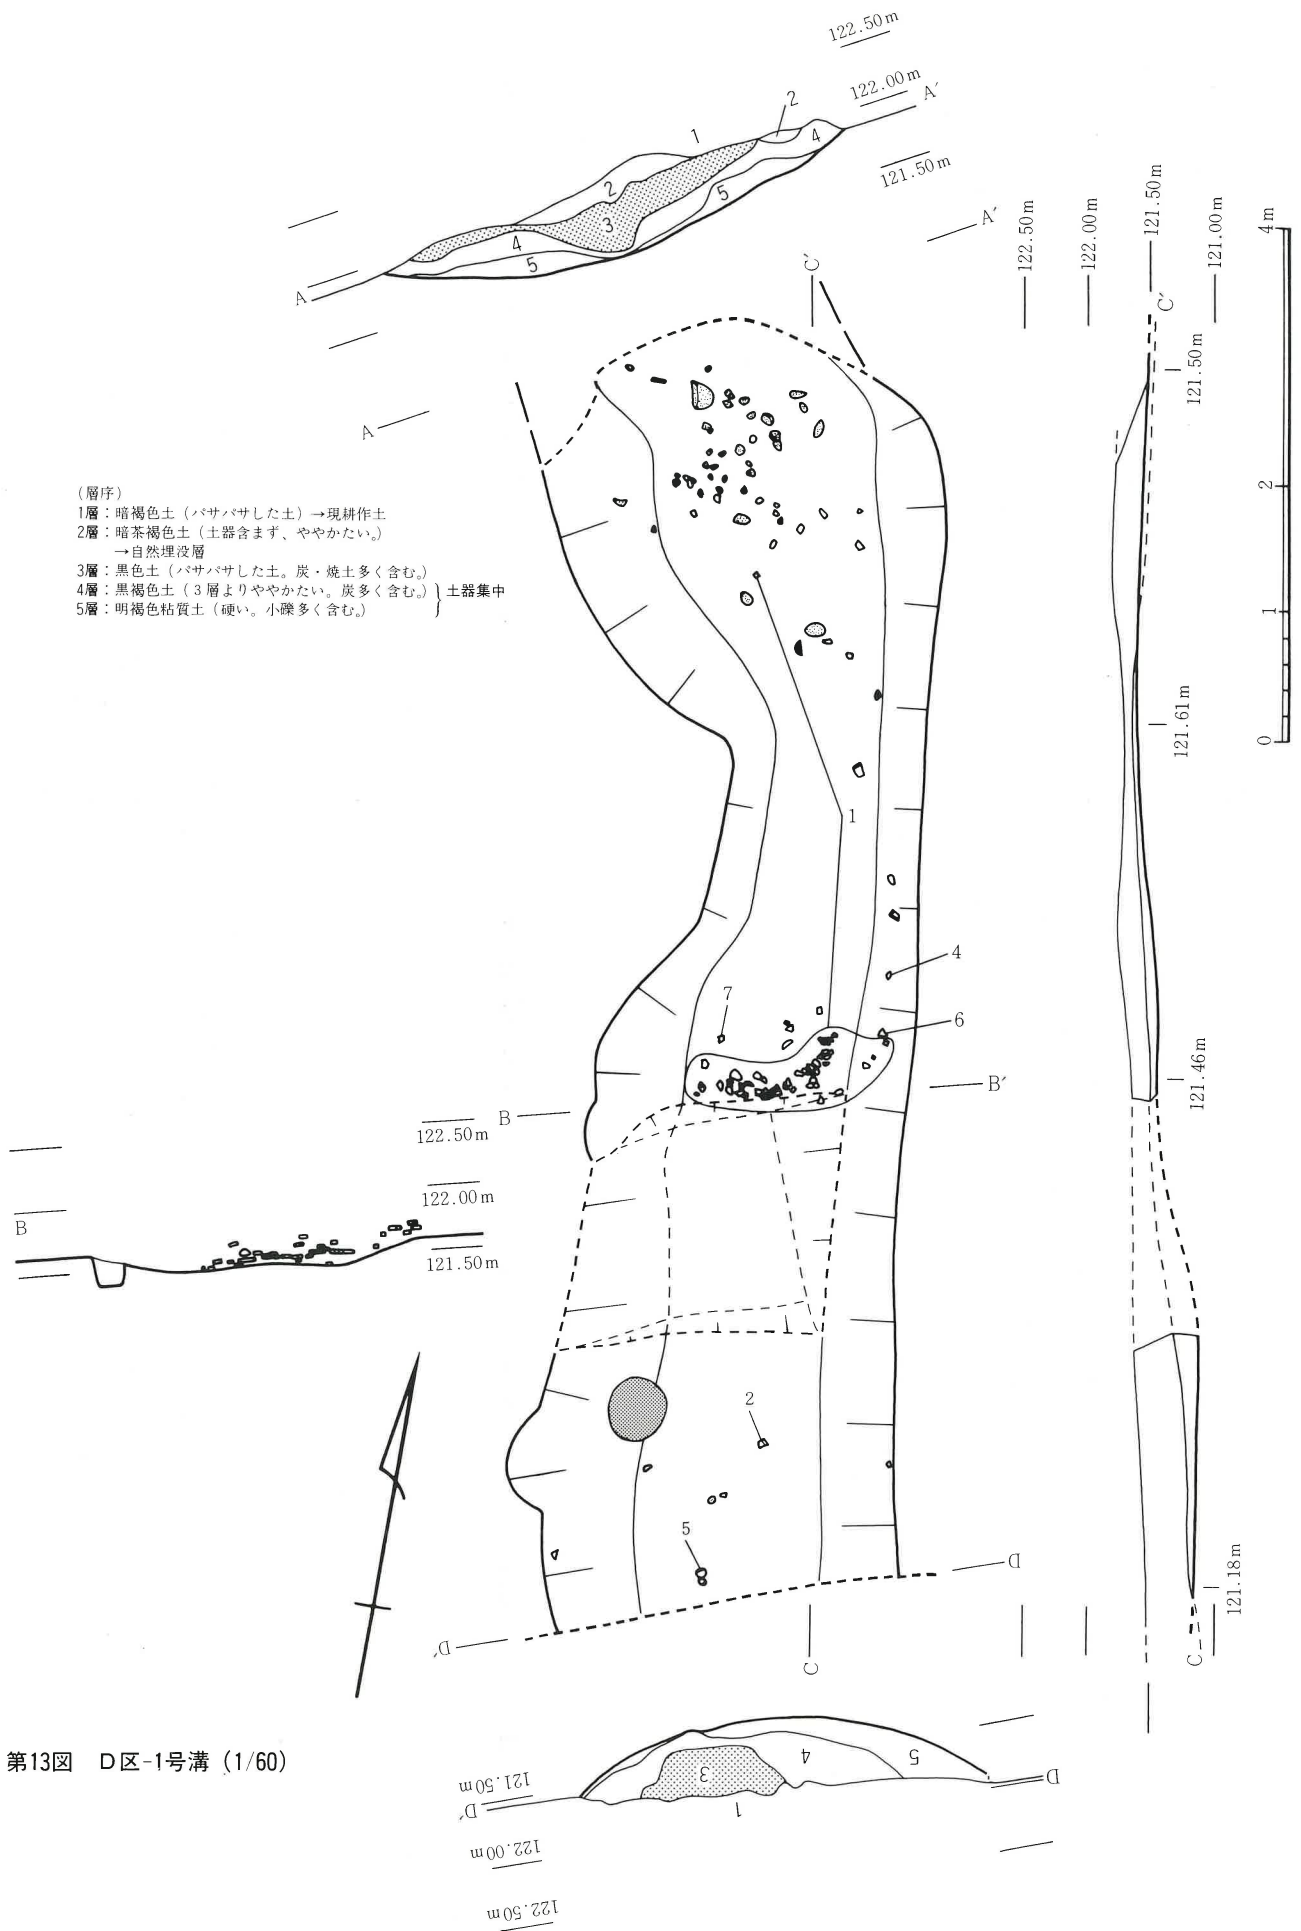 122.50m
122.00m
A′
121.50m
1
2
4
2
5
3
4
5
A
A′
C′
122.50m
122.00m
121.50m
121.00m
C′
121.50m
4m
2
1
0
A
(層序)
1層：暗褐色土（バサバサした土）→現耕作土
2層：暗茶褐色土（土器含まず、ややかたい。）
→自然埋没層
3層：黒色土（バサバサした土。炭・焼土多く含む。）
4層：黒褐色土（3層よりややかたい。炭多く含む。） 土器集中
5層：明褐色粘質土（硬い。小礫多く含む。）
121.61m
1
4
7
6
121.46m
B
B′
122.50m
122.00m
B
121.50m
2
5
D
D′
C
121.18m
C
第13図　D区-1号溝（1/60）
3
4
5
1
D
D′
121.50m
122.00m
122.50m